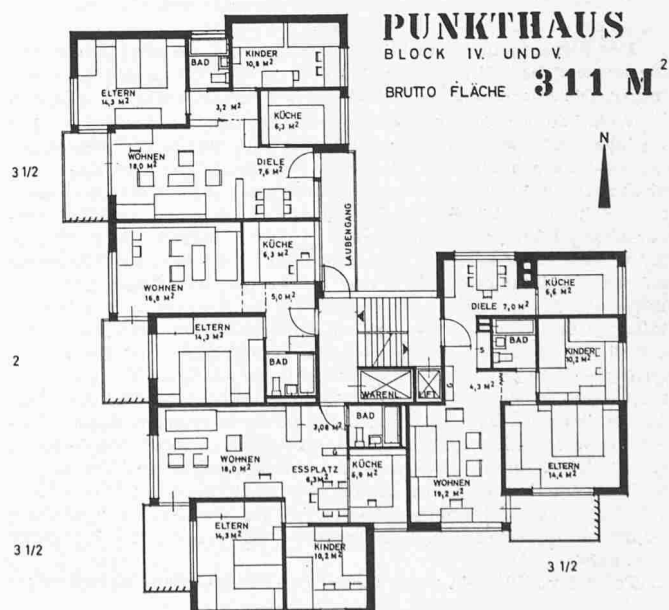 PUNKTHAUS
BLOCK IV. UND V.
BRUTTO FLÄCHE 311 M²
N
3 1/2
ELTERN
14,3 M²
BAD
KINDER
10,8 M²
3,2 M²
KÜCHE
6,3 M²
WOHNEN
18,0 M²
DIELE
7,6 M²
LAUBENGANG
2
WOHNEN
16,8 M²
KÜCHE
6,3 M²
5,0 M²
ELTERN
14,3 M²
BAD
WARENL.
LIFT
DIELE 7,0 M²
KÜCHE
6,6 M²
S
BAD
KINDER
10,2 M²
4,3 M²
G
WOHNEN
19,2 M²
ELTERN
14,4 M²
3 1/2
3 1/2
WOHNEN
18,0 M²
3,08 M²
BAD
ESSPLATZ
6,3 M²
KÜCHE
6,9 M²
ELTERN
14,3 M²
KINDER
10,2 M²